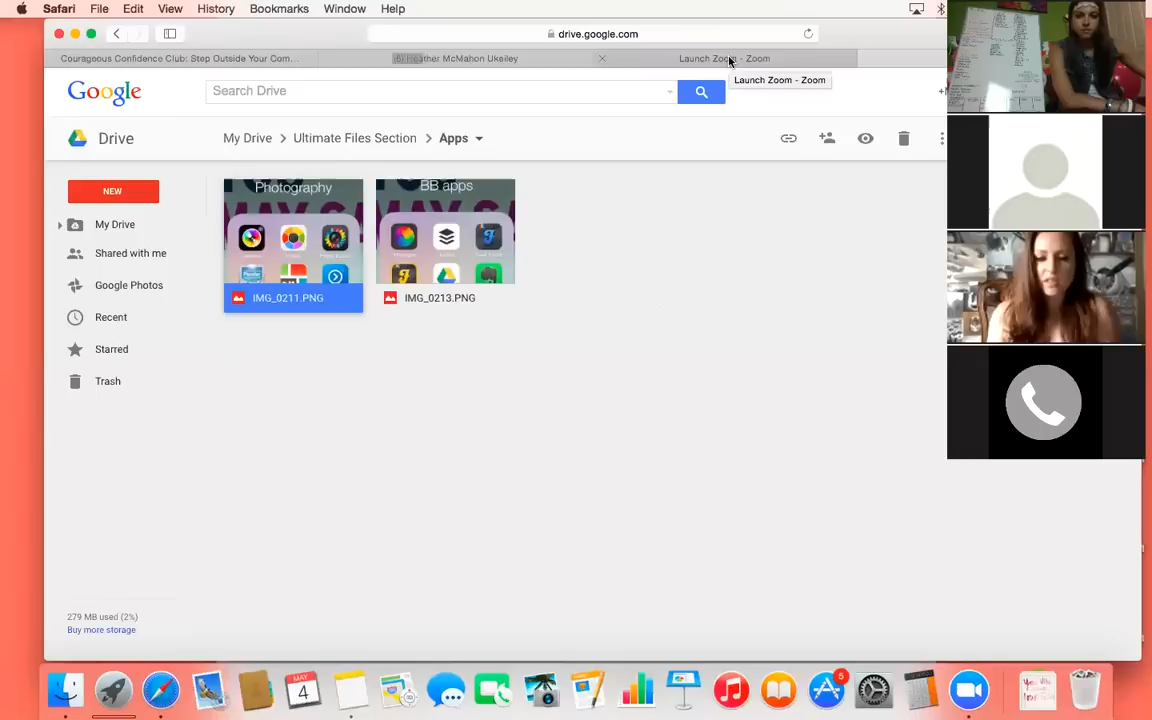 Safari File Edit View History Bookmarks Window Help
drive.google.com
Courageous Confidence Club: Step Outside Your Com...
Heather McMahon Ukeiley
Launch Zoom - Zoom
Launch Zoom - Zoom
Google
Search Drive
Drive
My Drive > Ultimate Files Section > Apps
NEW
My Drive
Shared with me
Google Photos
Recent
Starred
Trash
Photography
BB apps
IMG_0211.PNG
IMG_0213.PNG
279 MB used (2%)
Buy more storage
MAY
4
5